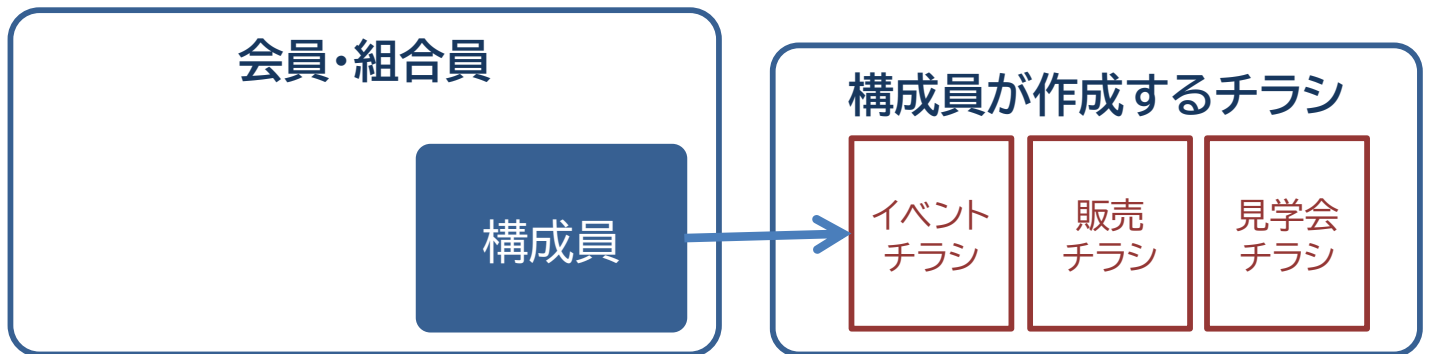 会員・組合員
構成員
構成員が作成するチラシ
イベント
チラシ
販売
チラシ
見学会
チラシ